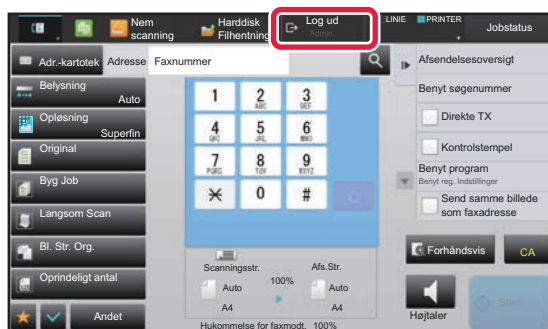 Nem
scanning
Harddisk
Filhentning
Log ud
Admin.
LINIE
PRINTER
Jobstatus
Adr.-kartotek
Adresse
Faxnummer
Afsendelsesoversigt
Belysning
Auto
Benyt søgenummer
Opløsning
Superfin
Direkte TX
Original
Kontrolstempel
Byg Job
Benyt program
Benyt reg. Indstillinger
Langsom Scan
Send samme billede
som faxadresse
Bl. Str. Org.
Forhåndsvis
CA
Oprindeligt antal
Andet
1
2
ABC
3
DEF
4
GHI
5
JKL
6
MNO
7
PQRS
8
TUV
9
WXYZ
0
#
Scanningsstr.
Afs.Str.
Auto
100%
Auto
A4
A4
Hukommelse for faxmodt. 100%
Højtaler
Start